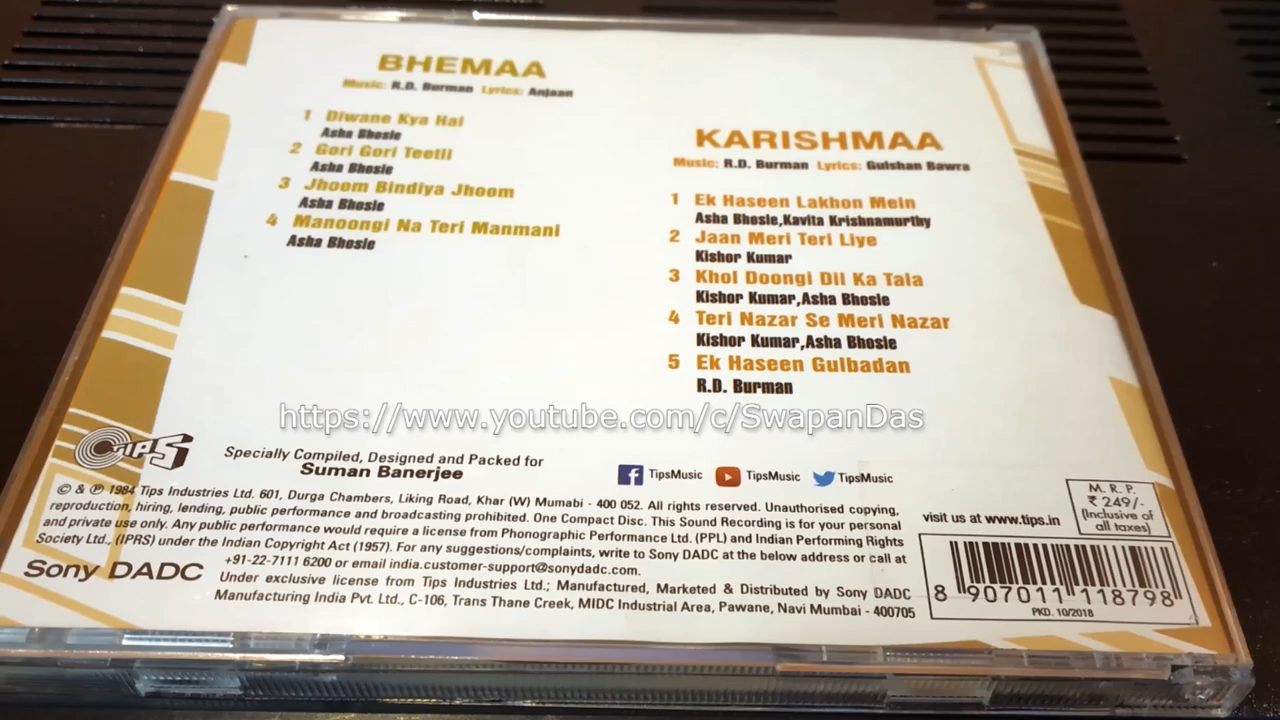 BHEMAA
Music: R.D. Burman Lyrics: Anjaan
1 Diwane Kya Hai
Asha Bhosle
2 Gori Gori Teetli
Asha Bhosle
3 Jhoom Bindiya Jhoom
Asha Bhosle
4 Manoongi Na Teri Manmani
Asha Bhosle
KARISHMAA
Music: R.D. Burman Lyrics: Gulshan Bawra
1 Ek Haseen Lakhon Mein
Asha Bhosle,Kavita Krishnamurthy
2 Jaan Meri Teri Liye
Kishor Kumar
3 Khol Doongi Dil Ka Tala
Kishor Kumar,Asha Bhosle
4 Teri Nazar Se Meri Nazar
Kishor Kumar,Asha Bhosle
5 Ek Haseen Gulbadan
R.D. Burman
https://www.youtube.com/c/SwapanDas
TIPS
Specially Compiled, Designed and Packed for
Suman Banerjee
TipsMusic TipsMusic TipsMusic
© & ℗ 1984 Tips Industries Ltd. 601, Durga Chambers, Liking Road, Khar (W) Mumabi - 400 052. All rights reserved. Unauthorised copying,
reproduction, hiring, lending, public performance and broadcasting prohibited. One Compact Disc. This Sound Recording is for your personal
and private use only. Any public performance would require a license from Phonographic Performance Ltd. (PPL) and Indian Performing Rights
Society Ltd., (IPRS) under the Indian Copyright Act (1957). For any suggestions/complaints, write to Sony DADC at the below address or call at
+91-22-7111 6200 or email india.customer-support@sonydadc.com.
Sony DADC
Under exclusive license from Tips Industries Ltd.; Manufactured, Marketed & Distributed by Sony DADC
Manufacturing India Pvt. Ltd., C-106, Trans Thane Creek, MIDC Industrial Area, Pawane, Navi Mumbai - 400705
visit us at www.tips.in
M. R. P.
₹ 249/-
(Inclusive of
all taxes)
8 907011 118798
PKD. 10/2018